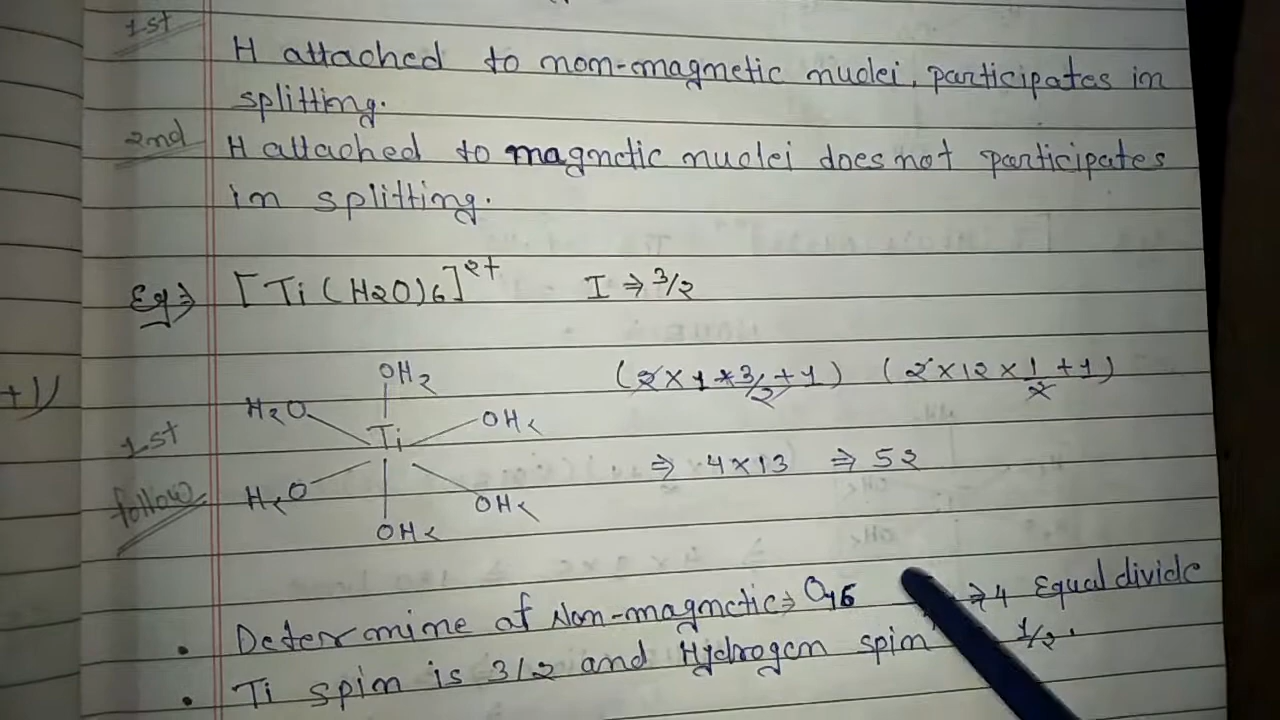 1st
H attached to non-magnetic nuclei, participates in
splitting.
2nd
H attached to magnetic nuclei does not participates
in splitting.
Eg⇒ [Ti(H2O)6]²⁺ I ⇒ 3/2
+1)
OH2
H2O OH2
Ti
H2O OH2
OH2
(2×1×3/2+1) (2×12×1/2+1)
⇒ 4×13 ⇒ 52
1st
follow
• Determine of Non-magnetic⇒ O16 ⇒4 Equal divide
• Ti spin is 3/2 and Hydrogen spin 1/2.